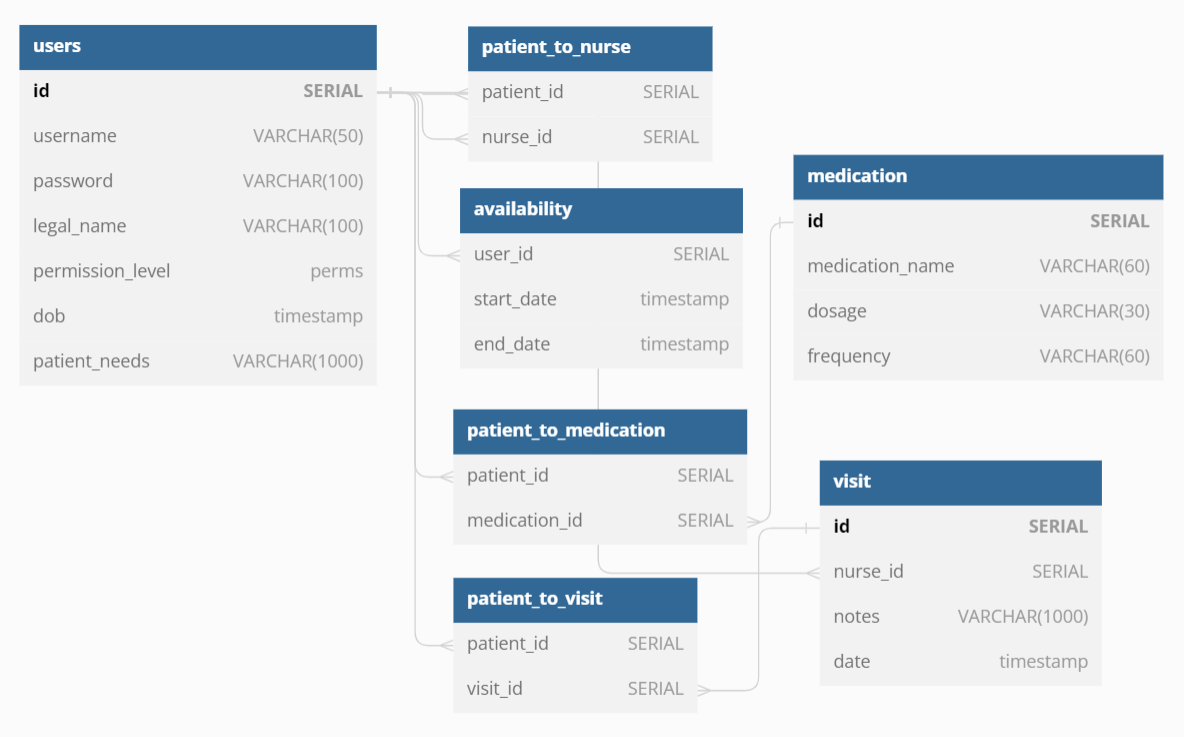 users
id SERIAL
username VARCHAR(50)
password VARCHAR(100)
legal_name VARCHAR(100)
permission_level perms
dob timestamp
patient_needs VARCHAR(1000)
patient_to_nurse
patient_id SERIAL
nurse_id SERIAL
availability
user_id SERIAL
start_date timestamp
end_date timestamp
patient_to_medication
patient_id SERIAL
medication_id SERIAL
patient_to_visit
patient_id SERIAL
visit_id SERIAL
medication
id SERIAL
medication_name VARCHAR(60)
dosage VARCHAR(30)
frequency VARCHAR(60)
visit
id SERIAL
nurse_id SERIAL
notes VARCHAR(1000)
date timestamp